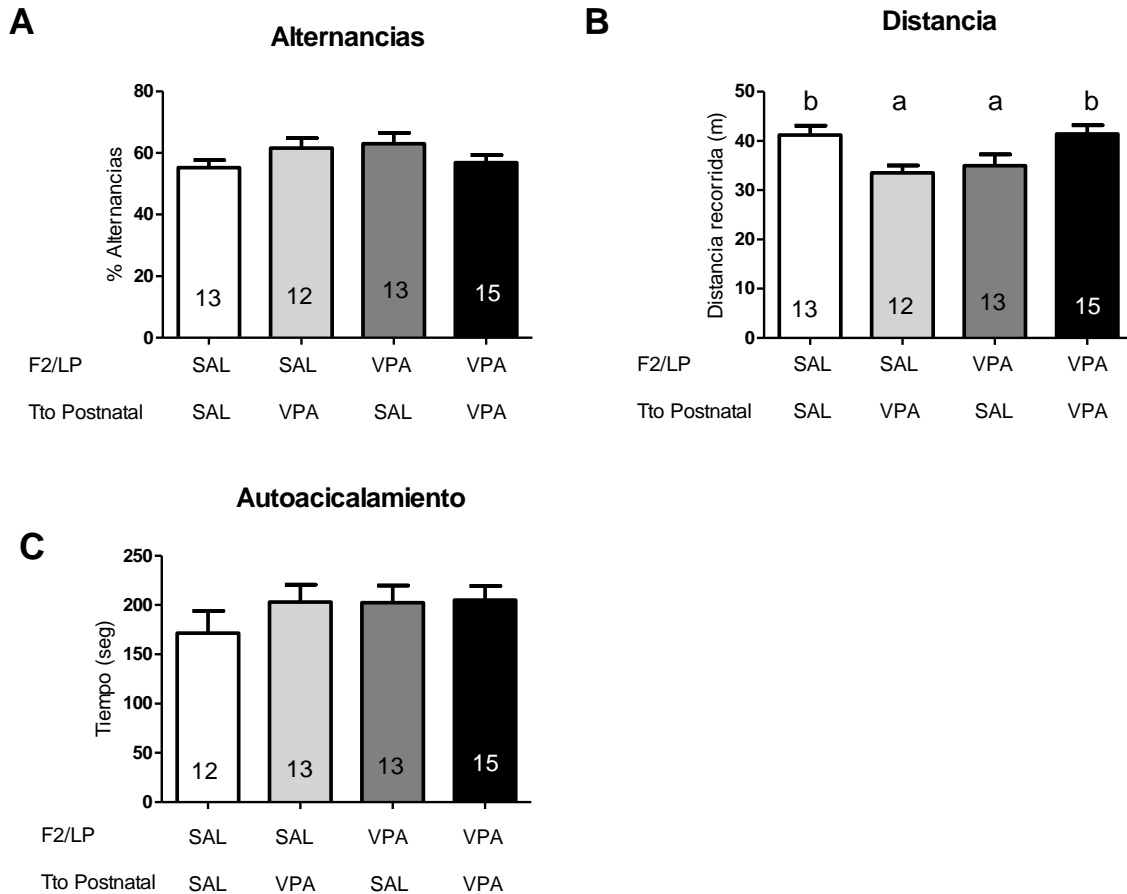 A
Alternancias
% Alternancias
80
60
40
20
0
13
12
13
15
F2/LP SAL SAL VPA VPA
Tto Postnatal SAL VPA SAL VPA
B
Distancia
Distancia recorrida (m)
50
40
30
20
10
0
b a a b
13
12
13
15
F2/LP SAL SAL VPA VPA
Tto Postnatal SAL VPA SAL VPA
C
Autoacicalamiento
Tiempo (seg)
250
200
150
100
50
0
12
13
13
15
F2/LP SAL SAL VPA VPA
Tto Postnatal SAL VPA SAL VPA